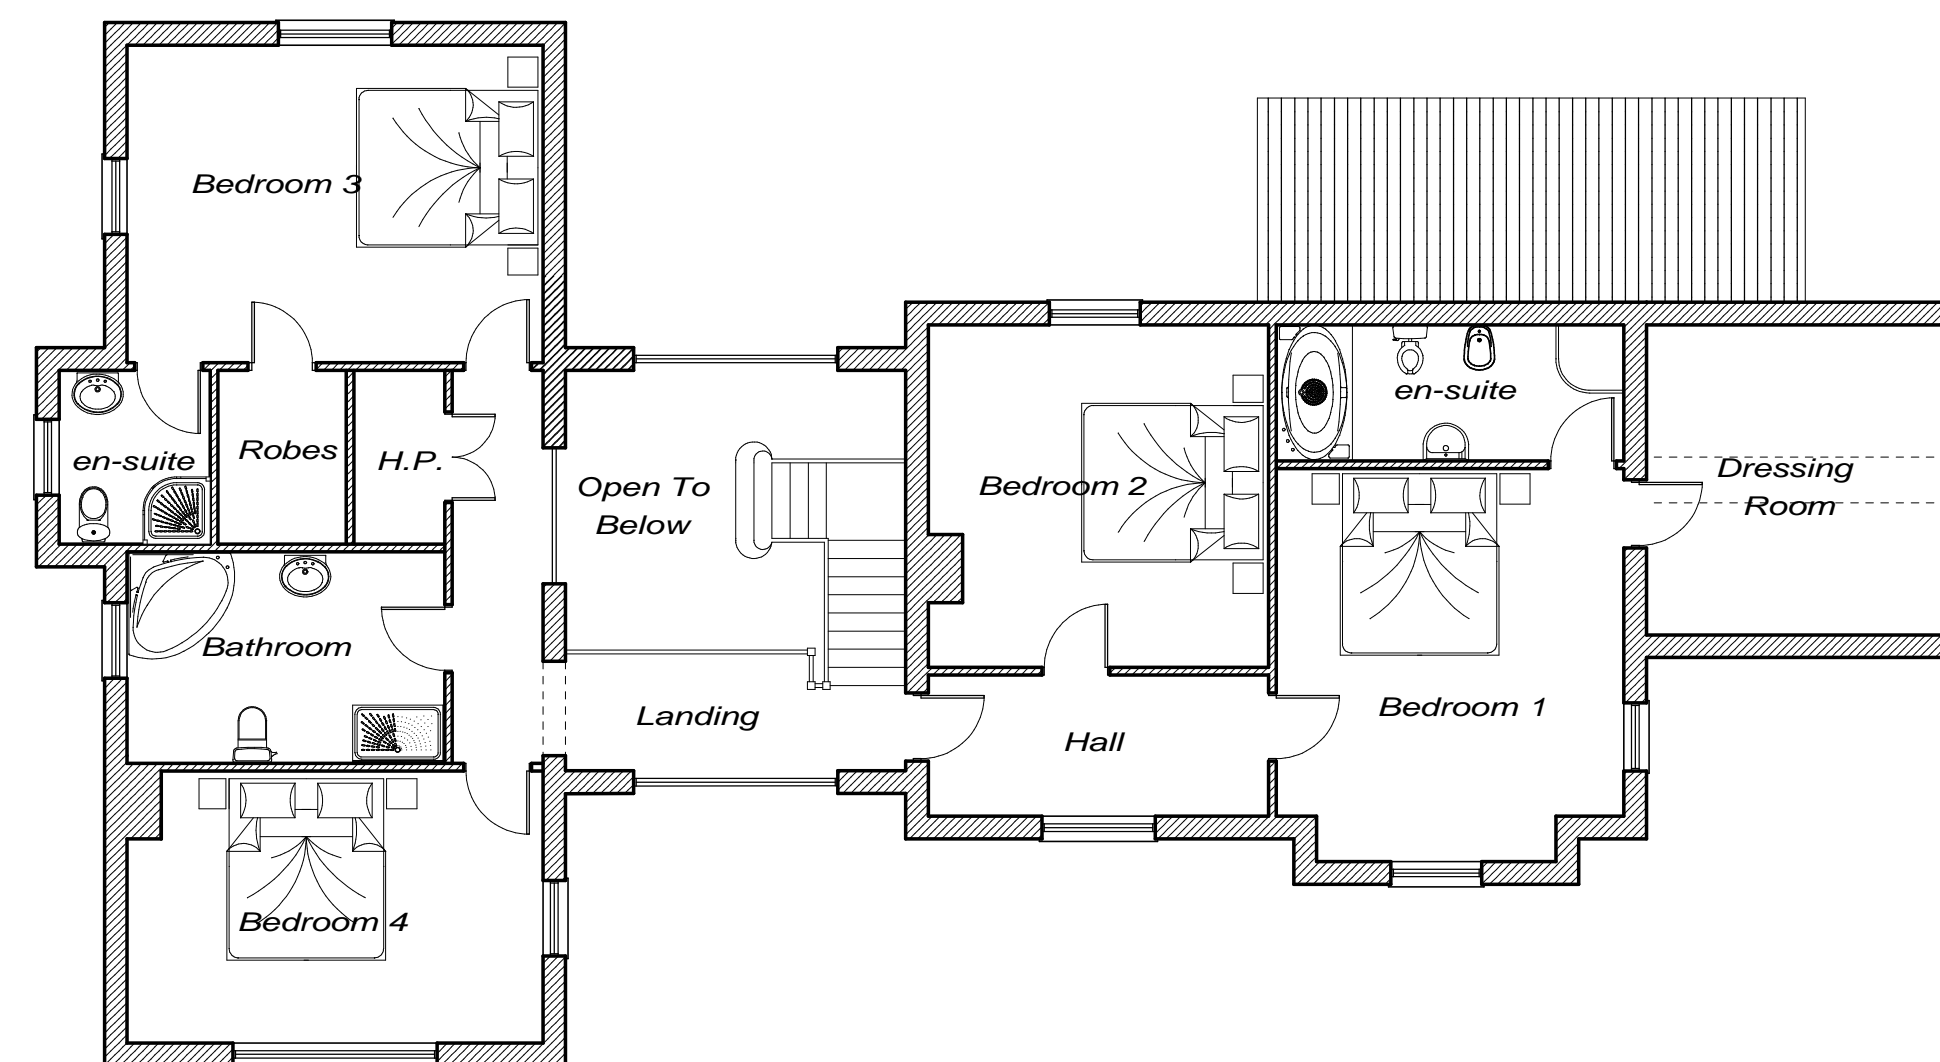 Bedroom 3
en-suite
Robes
H.P.
Bathroom
Bedroom 4
Open To
Below
Landing
Bedroom 2
Hall
en-suite
Bedroom 1
Dressing
Room